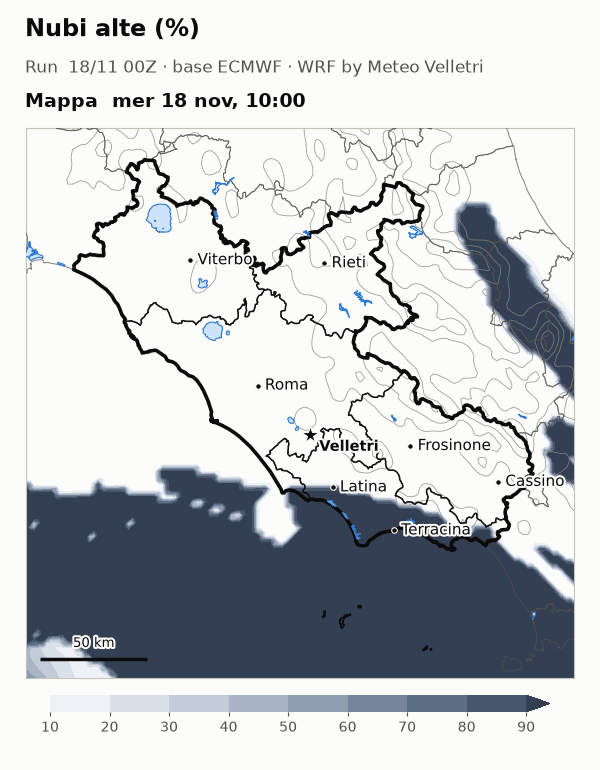 Nubi alte (%)
Run 18/11 00Z · base ECMWF · WRF by Meteo Velletri
Mappa mer 18 nov, 10:00
Viterbo
Rieti
Roma
Velletri
Frosinone
Latina
Cassino
Terracina
50 km
10 20 30 40 50 60 70 80 90